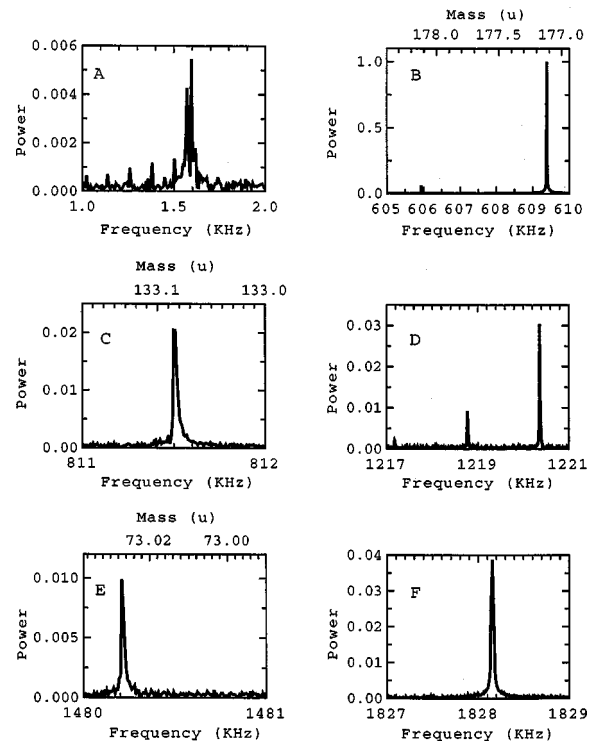 A
0.006
0.004
0.002
0.000
Power
1.0
1.5
2.0
Frequency (KHz)
Mass (u)
178.0 177.5 177.0
B
1.0
0.5
0.0
Power
605 606 607 608 609 610
Frequency (KHz)
Mass (u)
133.1 133.0
C
0.02
0.01
0.00
Power
811 812
Frequency (KHz)
D
0.03
0.02
0.01
0.00
Power
1217 1219 1221
Frequency (KHz)
Mass (u)
73.02 73.00
E
0.010
0.005
0.000
Power
1480 1481
Frequency (KHz)
F
0.04
0.03
0.02
0.01
0.00
Power
1827 1828 1829
Frequency (KHz)